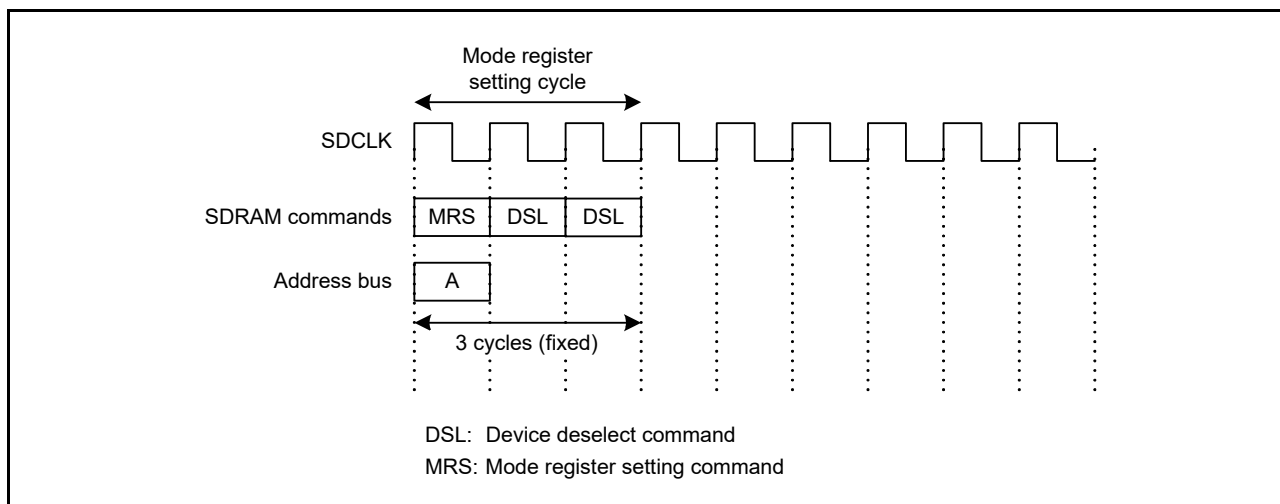 Mode register
setting cycle
SDCLK
SDRAM commands MRS DSL DSL
Address bus A
3 cycles (fixed)
DSL: Device deselect command
MRS: Mode register setting command